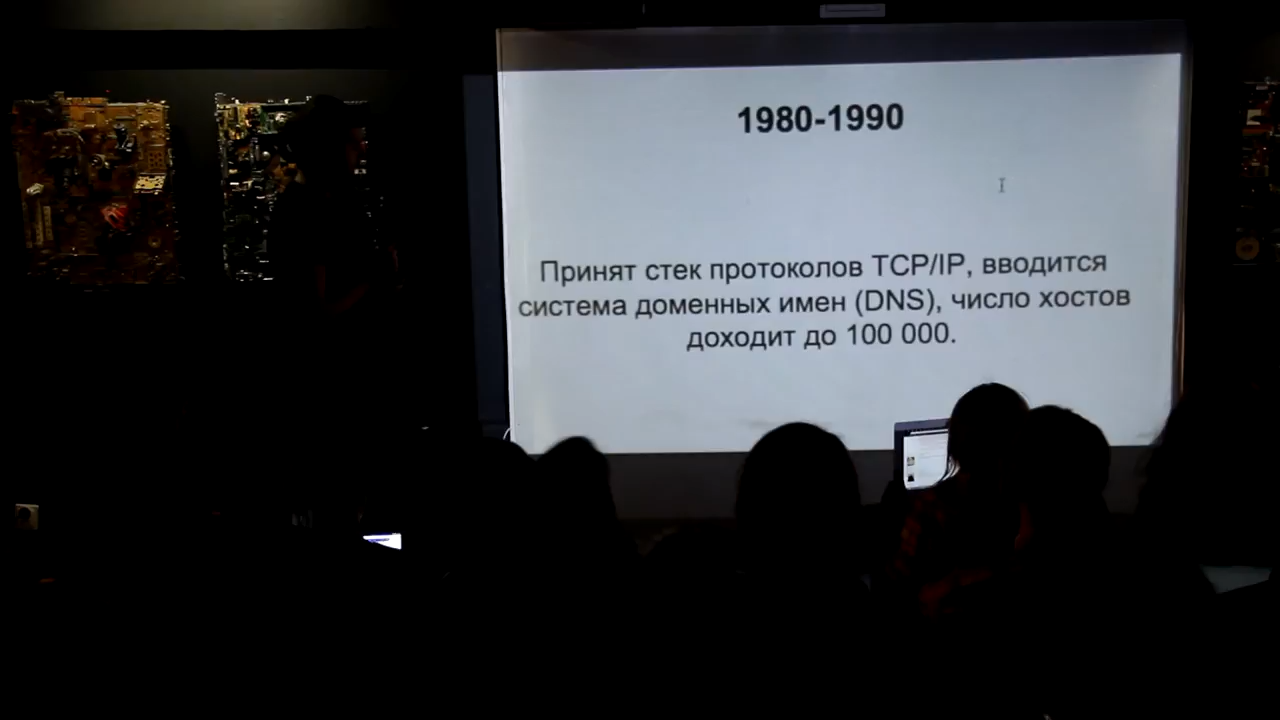 1980-1990
Принят стек протоколов TCP/IP, вводится
система доменных имен (DNS), число хостов
доходит до 100 000.